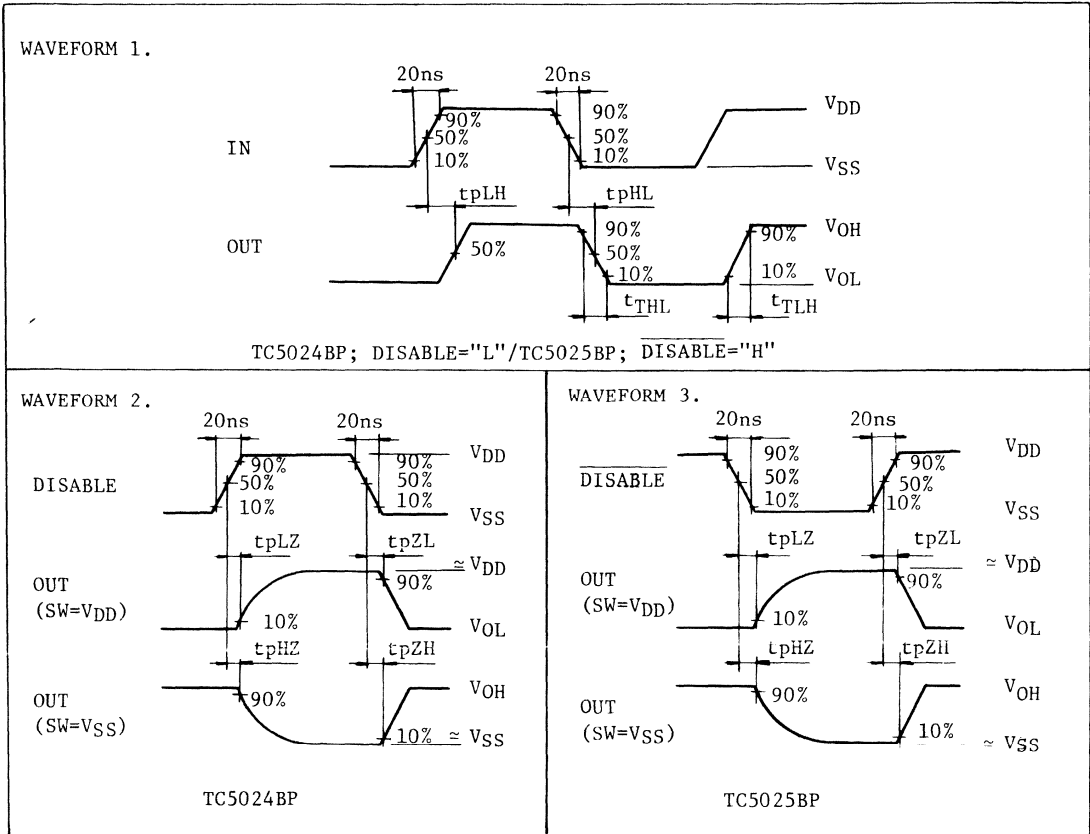 WAVEFORM 1.
20ns 20ns
90% 90% VDD
IN 50% 50%
10% 10% VSS
tpLH tpHL
90% 90% VOH
OUT 50% 50%
10% 10% VOL
tTHL tTLH
TC5024BP; DISABLE="L"/TC5025BP; DISABLE="H"
WAVEFORM 2.
20ns 20ns
90% 90% VDD
DISABLE 50% 50%
10% 10% VSS
tpLZ tpZL
≃ VDD
OUT 90%
(SW=VDD) 10% VOL
tpHZ tpZH
OUT 90% VOH
(SW=VSS) 10% ≃ VSS
TC5024BP
WAVEFORM 3.
20ns 20ns
90% 90% VDD
DISABLE 50% 50%
10% 10% VSS
tpLZ tpZL
≃ VDD
OUT 90%
(SW=VDD) 10% VOL
tpHZ tpZH
OUT 90% VOH
(SW=VSS) 10% ≃ VSS
TC5025BP